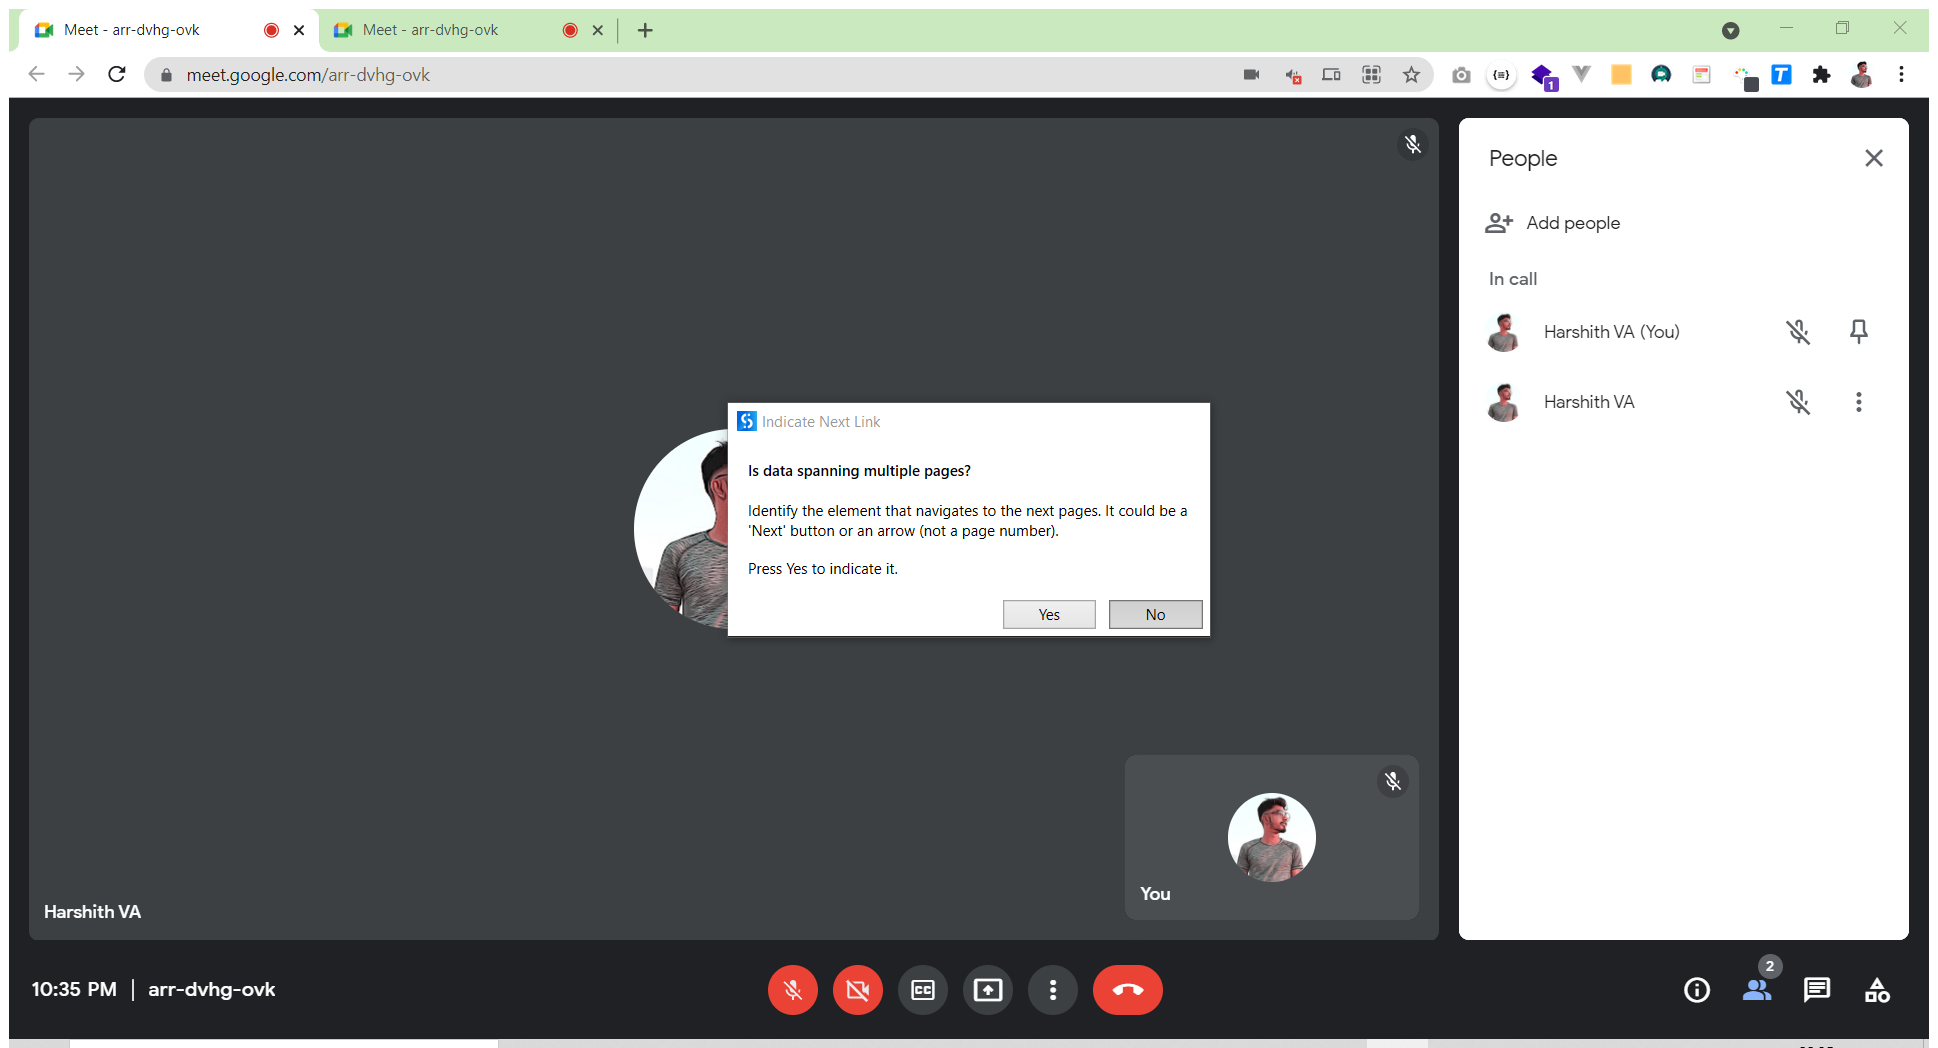 Meet - arr-dvhg-ovk
Meet - arr-dvhg-ovk
meet.google.com/arr-dvhg-ovk
1
T
People
Add people
In call
Harshith VA (You)
Harshith VA
Indicate Next Link
Is data spanning multiple pages?
Identify the element that navigates to the next pages. It could be a
'Next' button or an arrow (not a page number).
Press Yes to indicate it.
Yes
No
You
Harshith VA
10:35 PM | arr-dvhg-ovk
CC
2